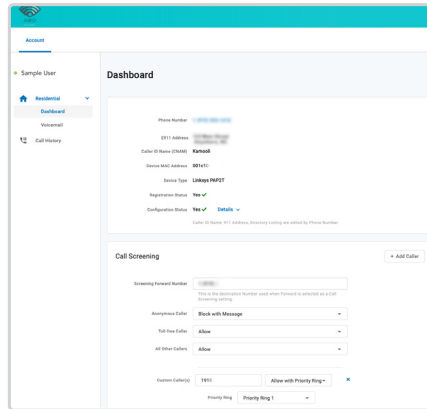 Account
Sample User
Residential
Dashboard
Voicemail
Call History
Dashboard
Phone Number
E911 Address
Caller ID Name (CNAM) Kamooli
Device MAC Address 001c1
Device Type Linksys PAP2T
Registration Status Yes
Configuration Status Yes Details
Caller ID Name, 911 Address, Directory Listing are edited by Phone Number.
Call Screening
+ Add Caller
Screening Forward Number
This is the destination Number used when Forward is selected as a Call
Screening setting.
Anonymous Caller Block with Message
Toll-free Caller Allow
All Other Callers Allow
Custom Caller(s) Allow with Priority Ring
Priority Ring Priority Ring 1